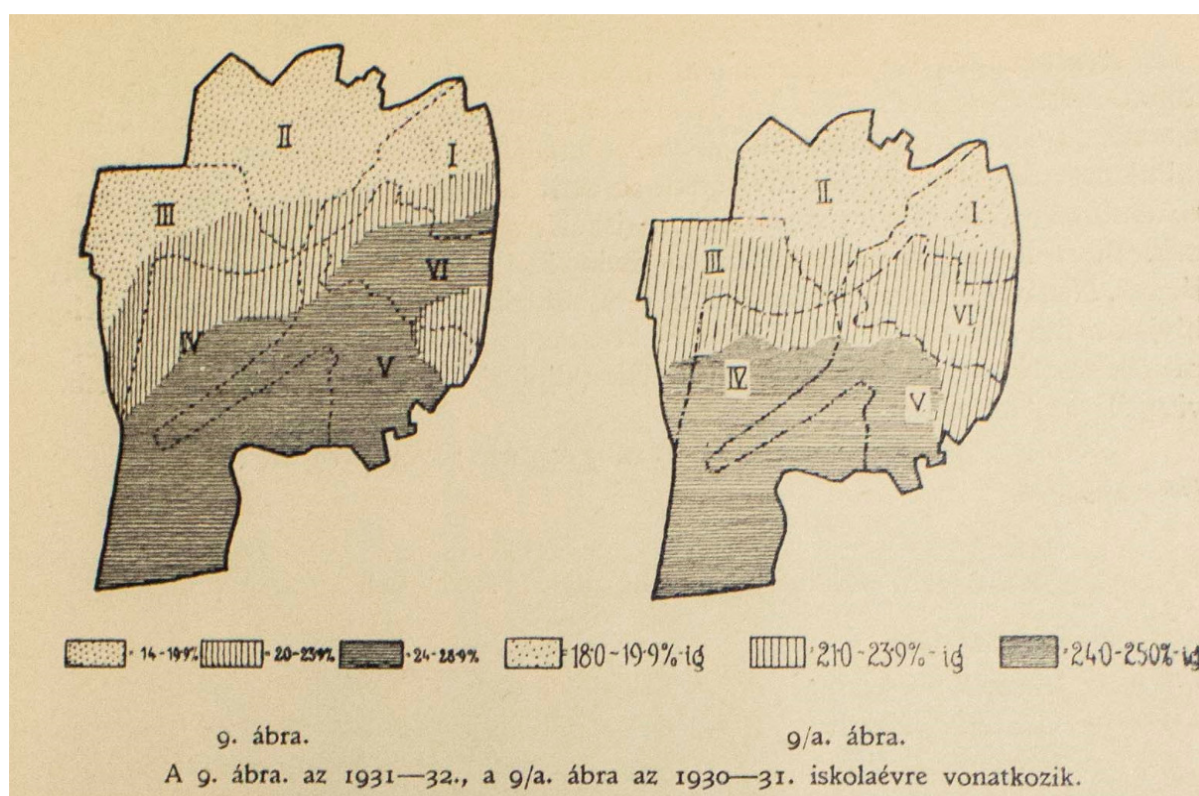 II
I
III
VI
IV
V
II.
I.
III.
VI
IV.
V
= 14-19·9% = 20-23·9% = 24-28·9% =18·0-19·9%-ig =21·0-23·9%-ig =24·0-25·0%-ig
9. ábra. 9/a. ábra.
A 9. ábra. az 1931—32., a 9/a. ábra az 1930—31. iskolaévre vonatkozik.